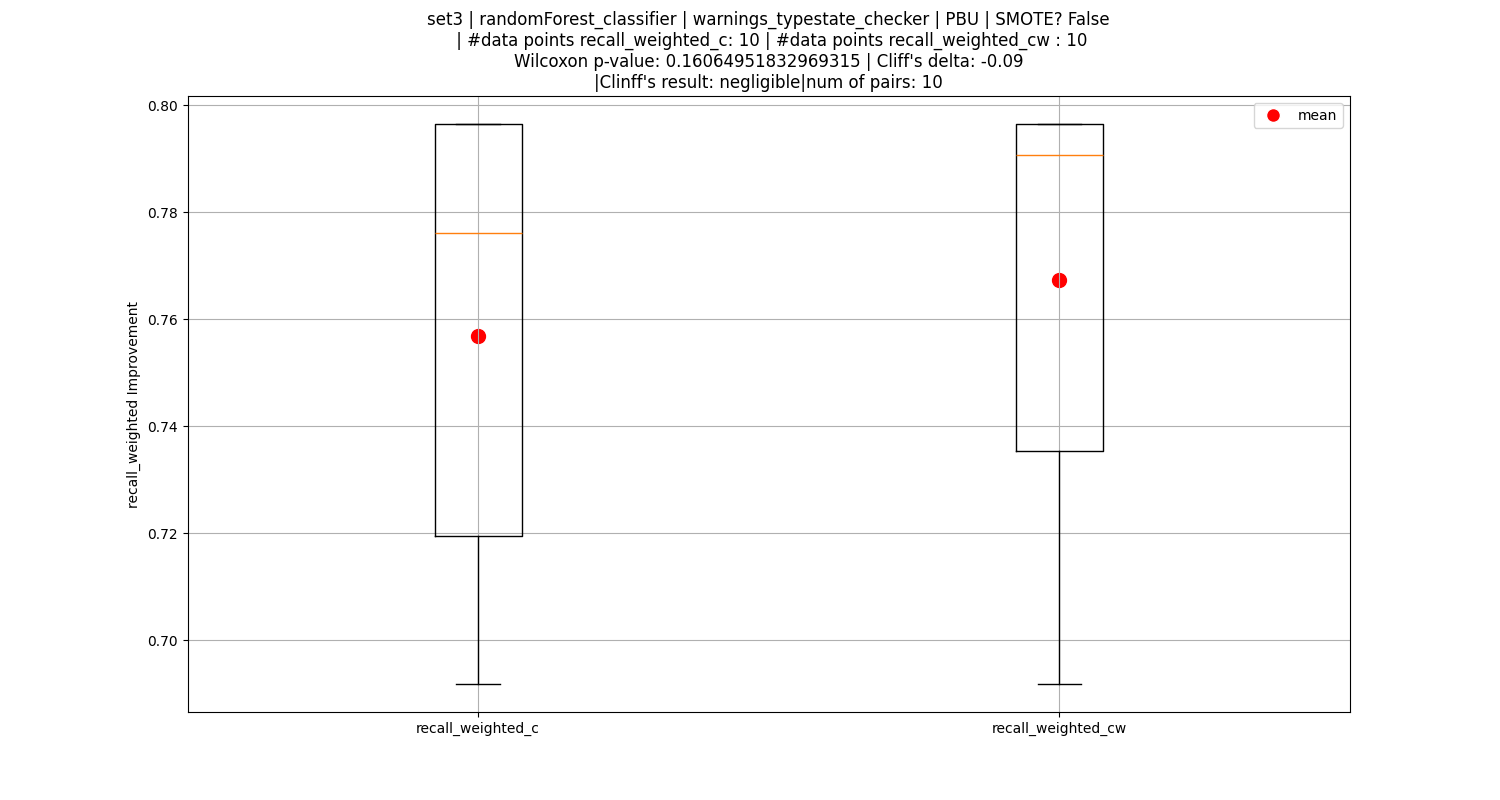 set3 | randomForest_classifier | warnings_typestate_checker | PBU | SMOTE? False
| #data points recall_weighted_c: 10 | #data points recall_weighted_cw : 10
Wilcoxon p-value: 0.16064951832969315 | Cliff's delta: -0.09
|Clinff's result: negligible|num of pairs: 10
mean
0.80
0.78
0.76
0.74
0.72
0.70
recall_weighted Improvement
recall_weighted_c
recall_weighted_cw